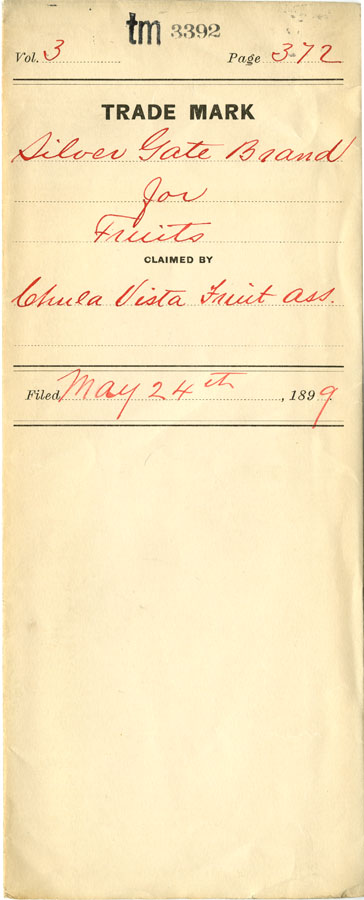 tm 3392
Vol. 3 Page 372
TRADE MARK
Silver Gate Brand
for
Fruits
CLAIMED BY
Chula Vista Fruit Ass.
Filed May 24th, 1899